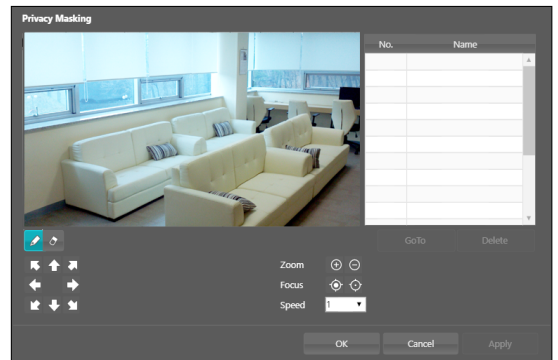 Privacy Masking
No. Name
GoTo Delete
Zoom
Focus
Speed 1
OK Cancel Apply